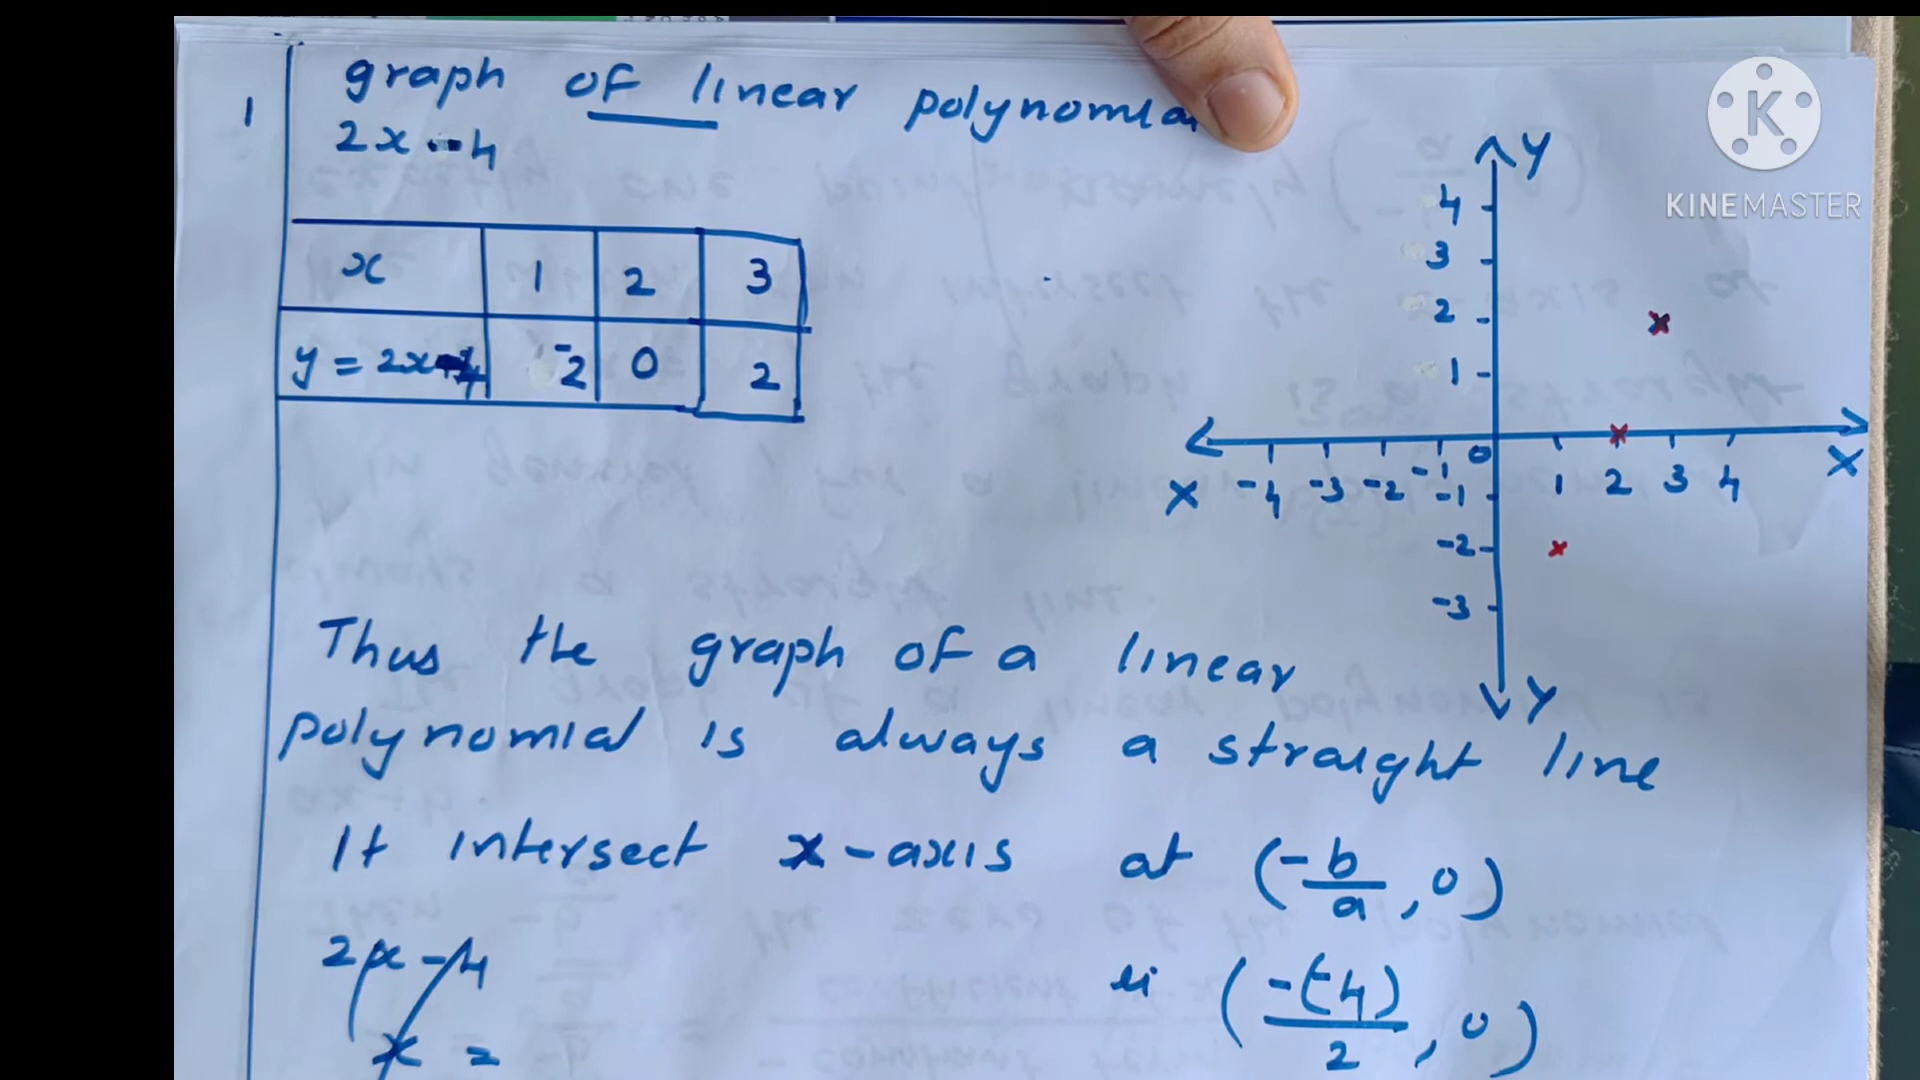 1
graph of linear polynomia
2x - 4
x 1 2 3
y = 2x-4 -2 0 2
Y
4
3
2
1
X -4 -3 -2 -1 0 1 2 3 4 X
-1
-2
-3
Y
Thus the graph of a linear
polynomial is always a straight line
It intersect x-axis at (-b/a, 0)
2x - 4
(-(-4)/2, 0)
x =
K
KINEMASTER